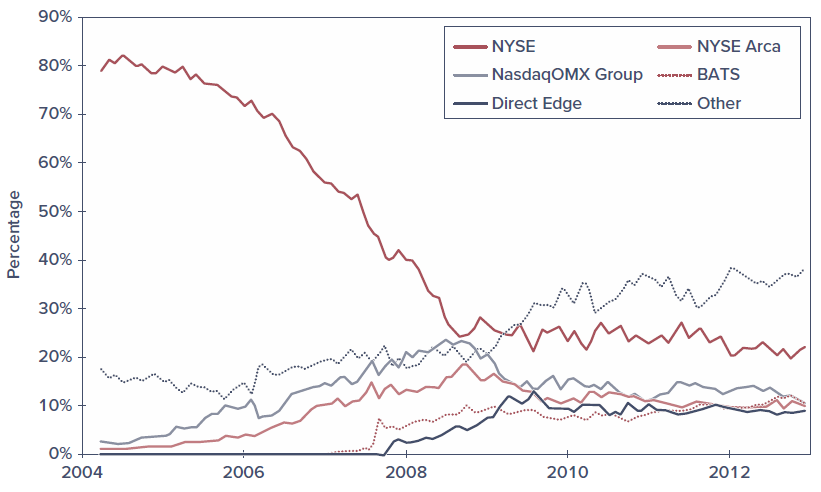 90%
80%
70%
60%
50%
40%
30%
20%
10%
0%
Percentage
NYSE
NYSE Arca
NasdaqOMX Group
BATS
Direct Edge
Other
2004
2006
2008
2010
2012